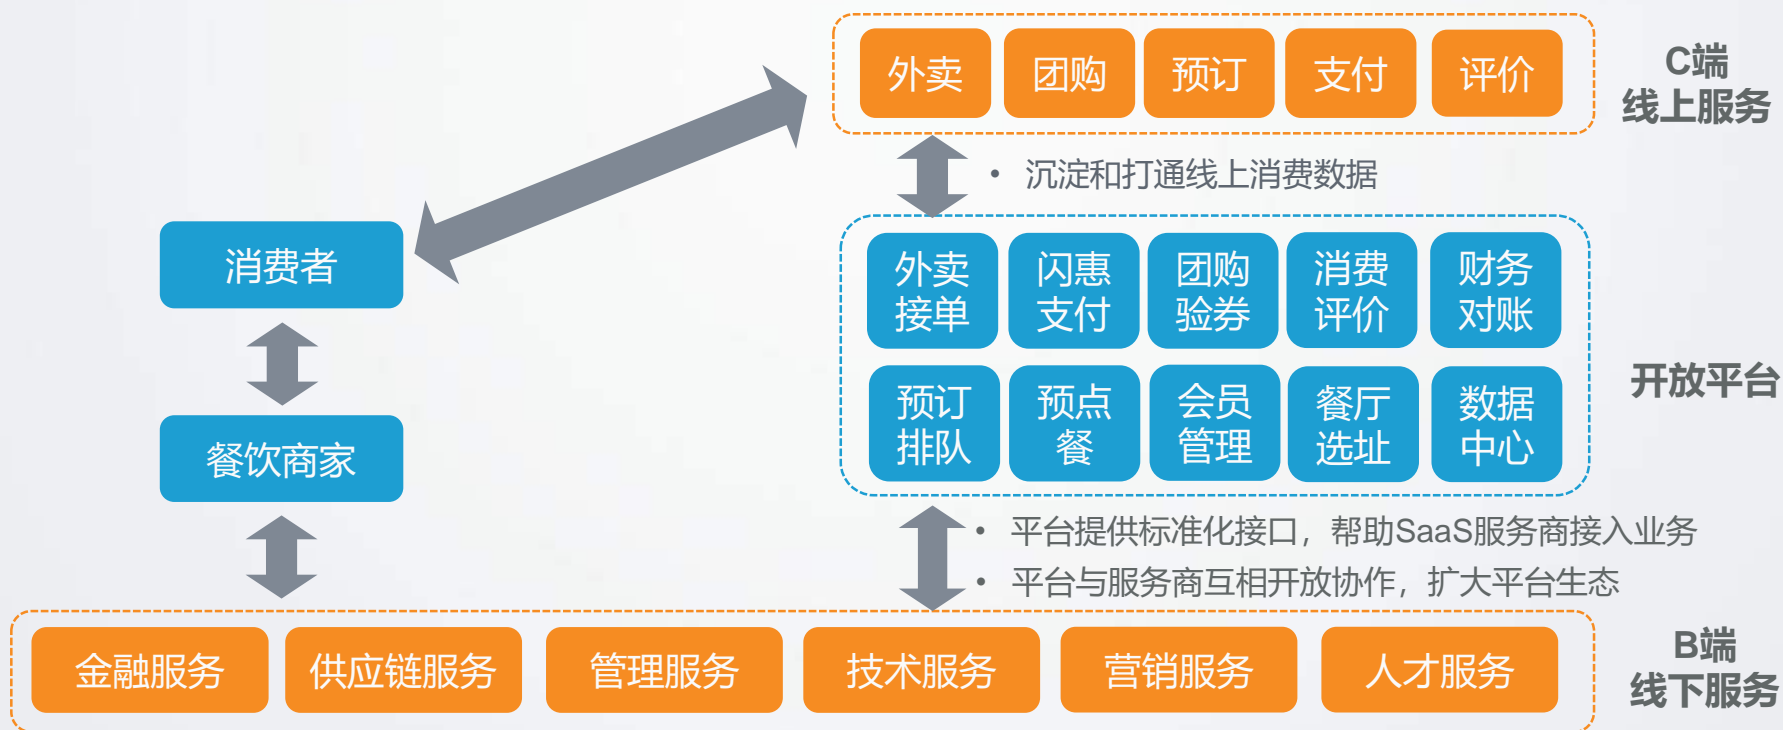 外卖
团购
预订
支付
评价
C端
线上服务
• 沉淀和打通线上消费数据
消费者
餐饮商家
外卖
接单
闪惠
支付
团购
验券
消费
评价
财务
对账
预订
排队
预点
餐
会员
管理
餐厅
选址
数据
中心
开放平台
• 平台提供标准化接口，帮助SaaS服务商接入业务
• 平台与服务商互相开放协作，扩大平台生态
金融服务
供应链服务
管理服务
技术服务
营销服务
人才服务
B端
线下服务